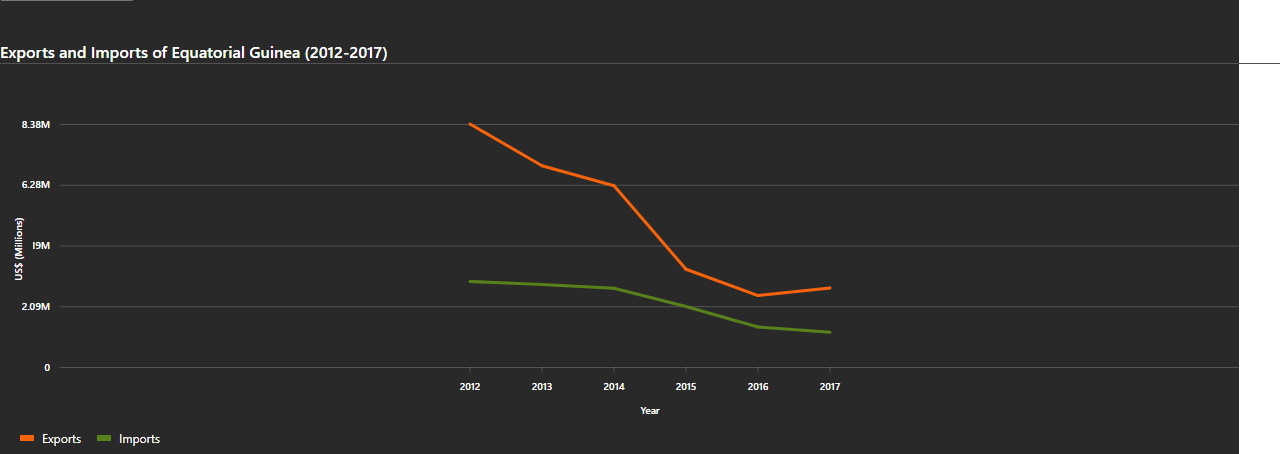 Exports and Imports of Equatorial Guinea (2012-2017)
8.38M
6.28M
19M
2.09M
0
US$ (Millions)
2012 2013 2014 2015 2016 2017
Year
Exports Imports